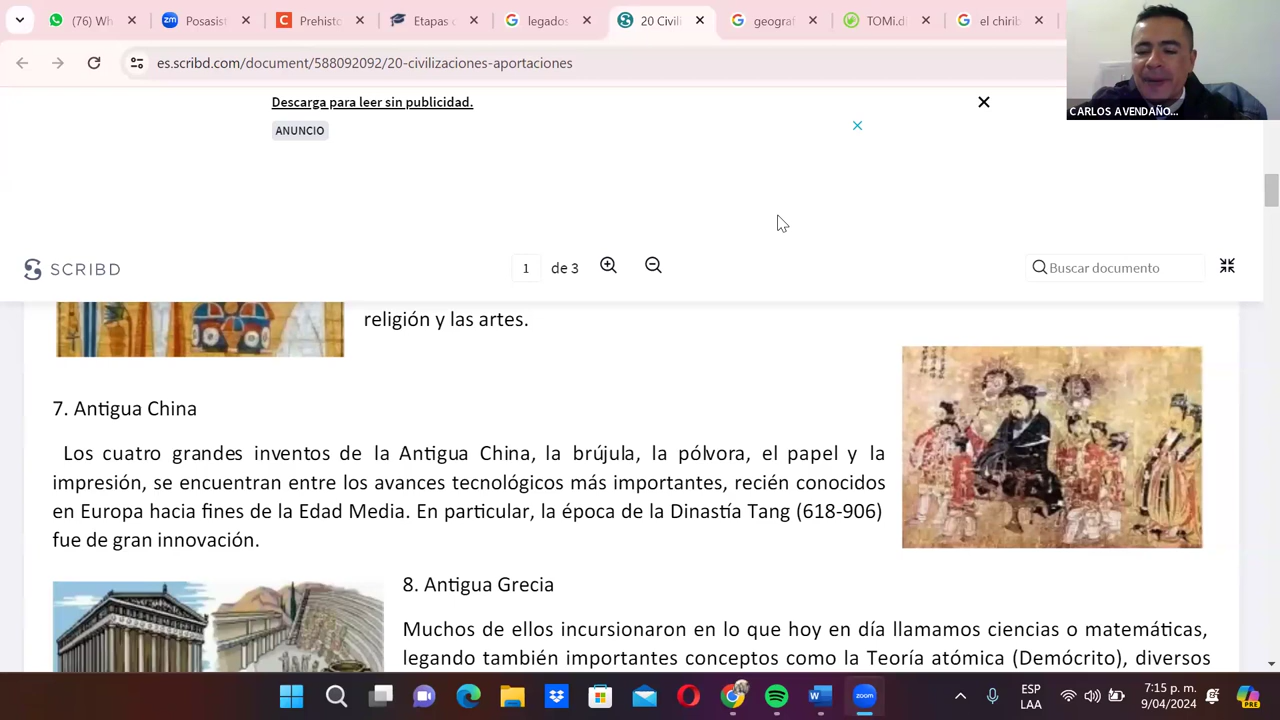 (76) Wh
Posasist
Prehisto
Etapas
legados
20 Civili
geograf
TOMi.di
el chirib
es.scribd.com/document/588092092/20-civilizaciones-aportaciones
CARLOS AVENDAÑO...
Descarga para leer sin publicidad.
ANUNCIO
SCRIBD
1 de 3
Buscar documento
religión y las artes.
7. Antigua China
Los cuatro grandes inventos de la Antigua China, la brújula, la pólvora, el papel y la
impresión, se encuentran entre los avances tecnológicos más importantes, recién conocidos
en Europa hacia fines de la Edad Media. En particular, la época de la Dinastía Tang (618-906)
fue de gran innovación.
8. Antigua Grecia
Muchos de ellos incursionaron en lo que hoy en día llamamos ciencias o matemáticas,
legando también importantes conceptos como la Teoría atómica (Demócrito), diversos
zoom
ESP
LAA
7:15 p. m.
9/04/2024
PRE